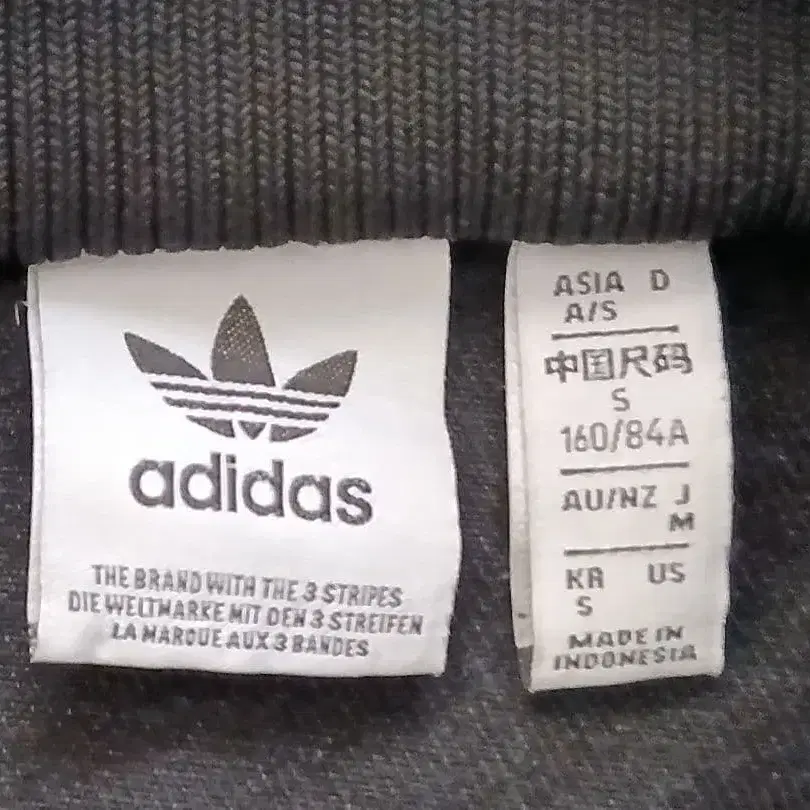 adidas
THE BRAND WITH THE 3 STRIPES
DIE WELTMARKE MIT DEN 3 STREIFEN
LA MARQUE AUX 3 BANDES
ASIA D
A/S
中国尺码
S
160/84A
AU/NZ J
M
KR US
S
MADE IN
INDONESIA